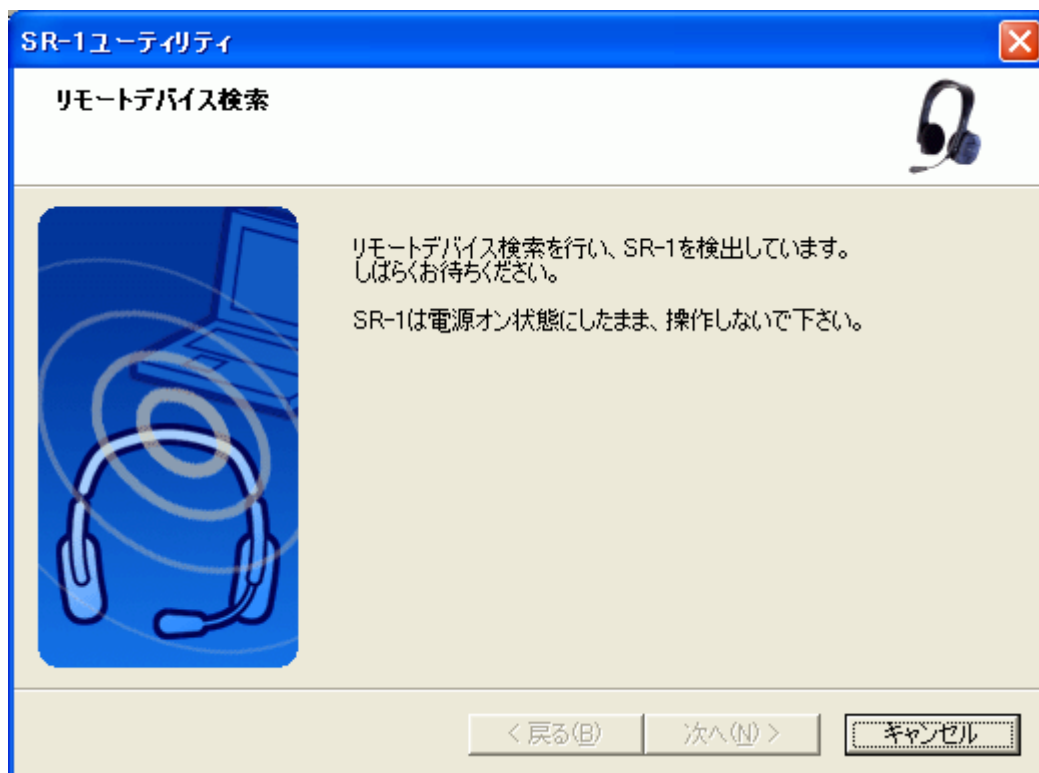 SR-1ユーティリティ
リモートデバイス検索
リモートデバイス検索を行い、SR-1を検出しています。
しばらくお待ちください。
SR-1は電源オン状態にしたまま、操作しないで下さい。
< 戻る(B)
次へ(N) >
キャンセル